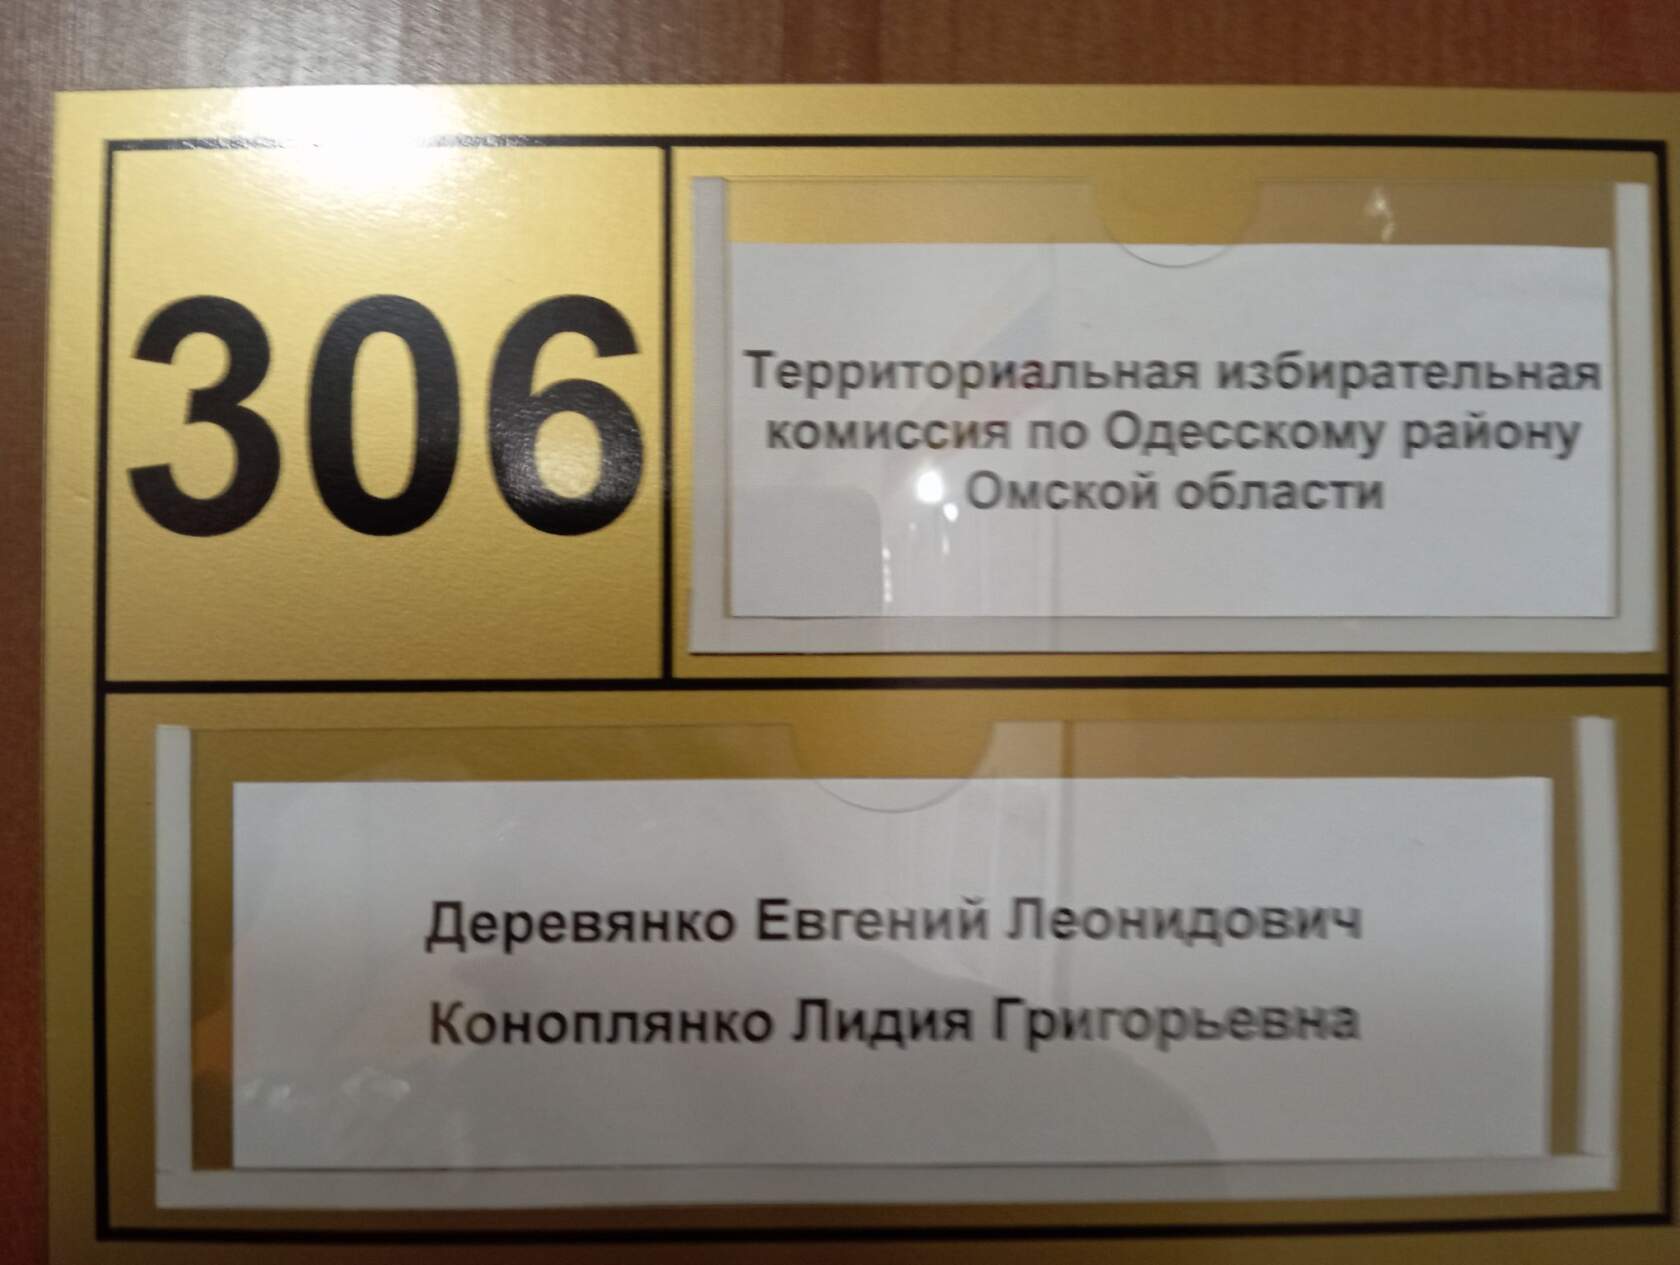 306
Территориальная избирательная
комиссия по Одесскому району
Омской области
Деревянко Евгений Леонидович
Коноплянко Лидия Григорьевна